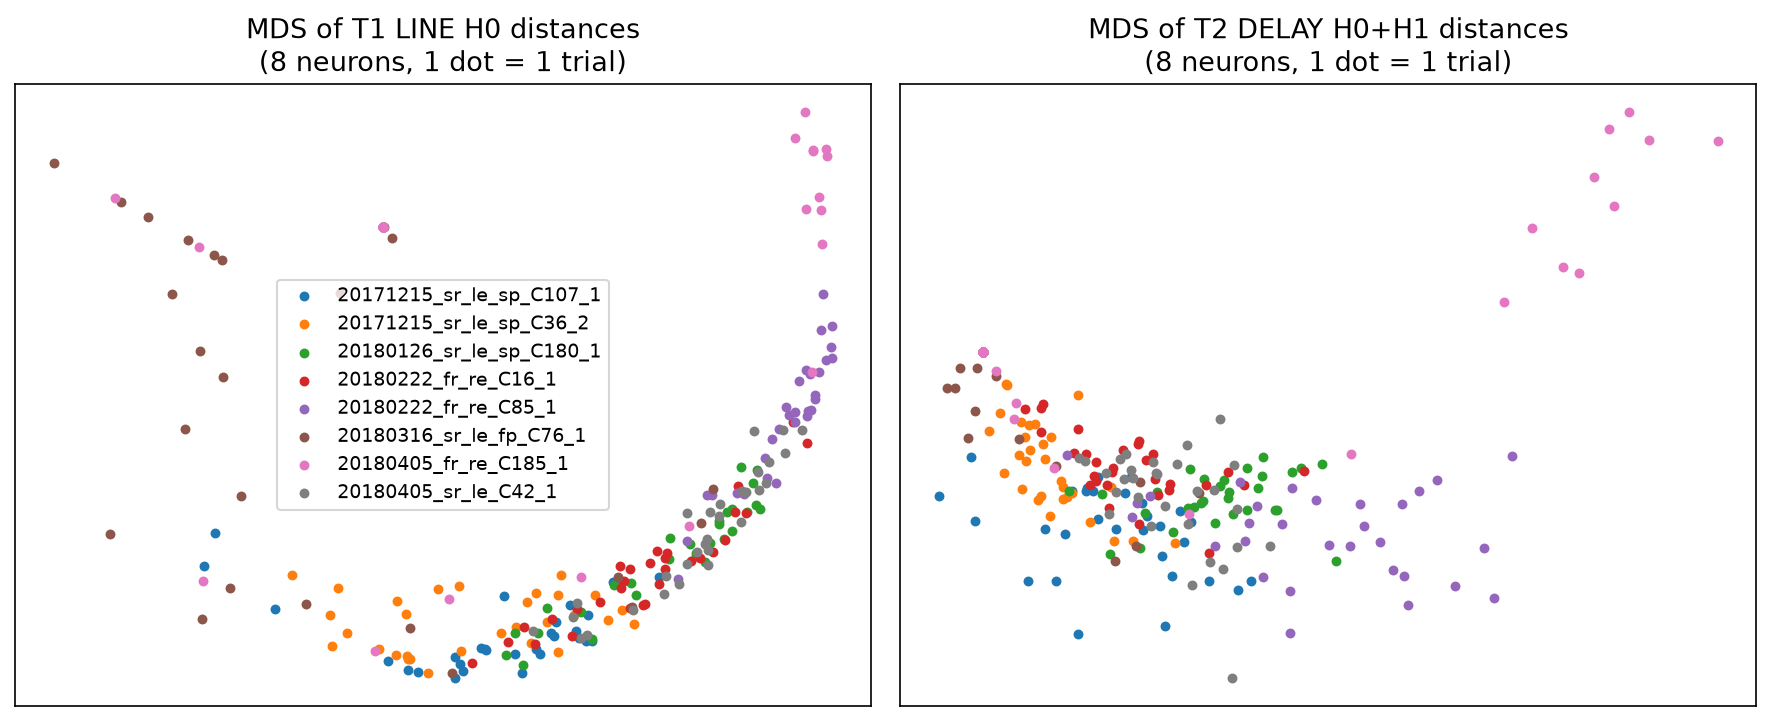 MDS of T1 LINE H0 distances
(8 neurons, 1 dot = 1 trial)
20171215_sr_le_sp_C107_1
20171215_sr_le_sp_C36_2
20180126_sr_le_sp_C180_1
20180222_fr_re_C16_1
20180222_fr_re_C85_1
20180316_sr_le_fp_C76_1
20180405_fr_re_C185_1
20180405_sr_le_C42_1
MDS of T2 DELAY H0+H1 distances
(8 neurons, 1 dot = 1 trial)